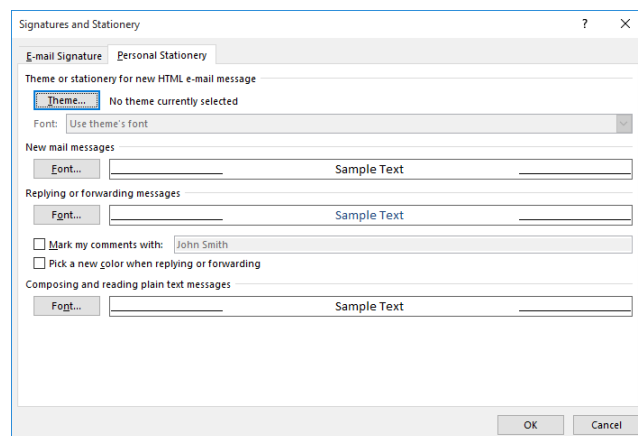 Signatures and Stationery ? ×
E-mail Signature Personal Stationery
Theme or stationery for new HTML e-mail message
Theme... No theme currently selected
Font: Use theme's font
New mail messages
Font... Sample Text
Replying or forwarding messages
Font... Sample Text
Mark my comments with: John Smith
Pick a new color when replying or forwarding
Composing and reading plain text messages
Font... Sample Text
OK Cancel